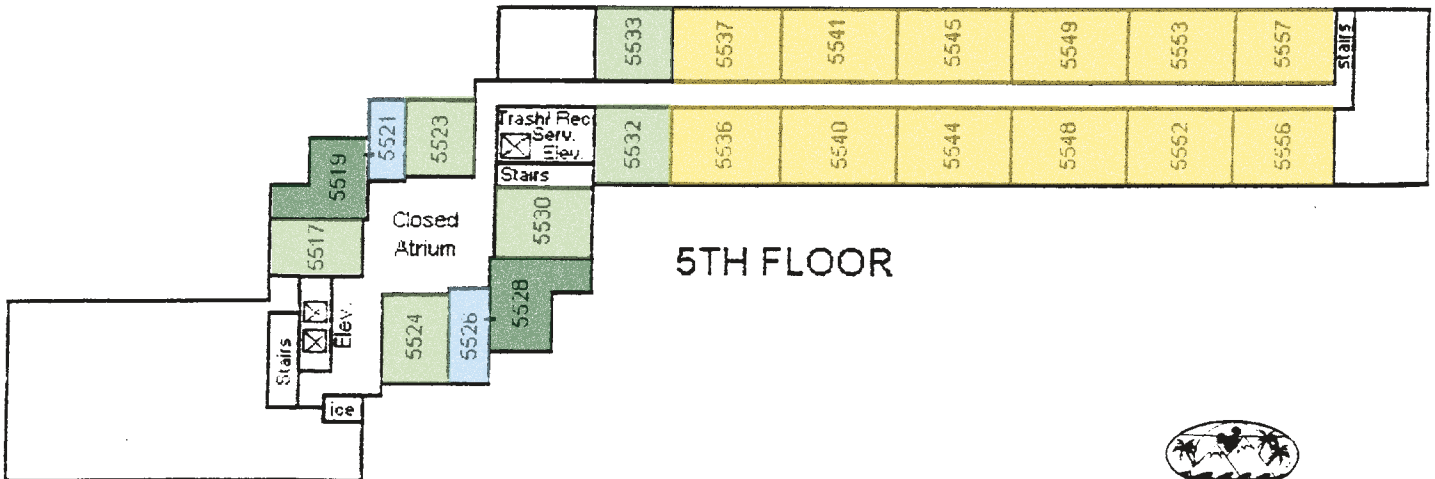 5533
5537
5541
5545
5549
5553
5557
Stairs
5521
5523
Trash/ Rec
Serv.
Elev.
5532
5536
5540
5544
5548
5552
5556
5519
Stairs
5517
Closed
Atrium
5530
5TH FLOOR
5528
5524
5526
Elev.
Stairs
ice